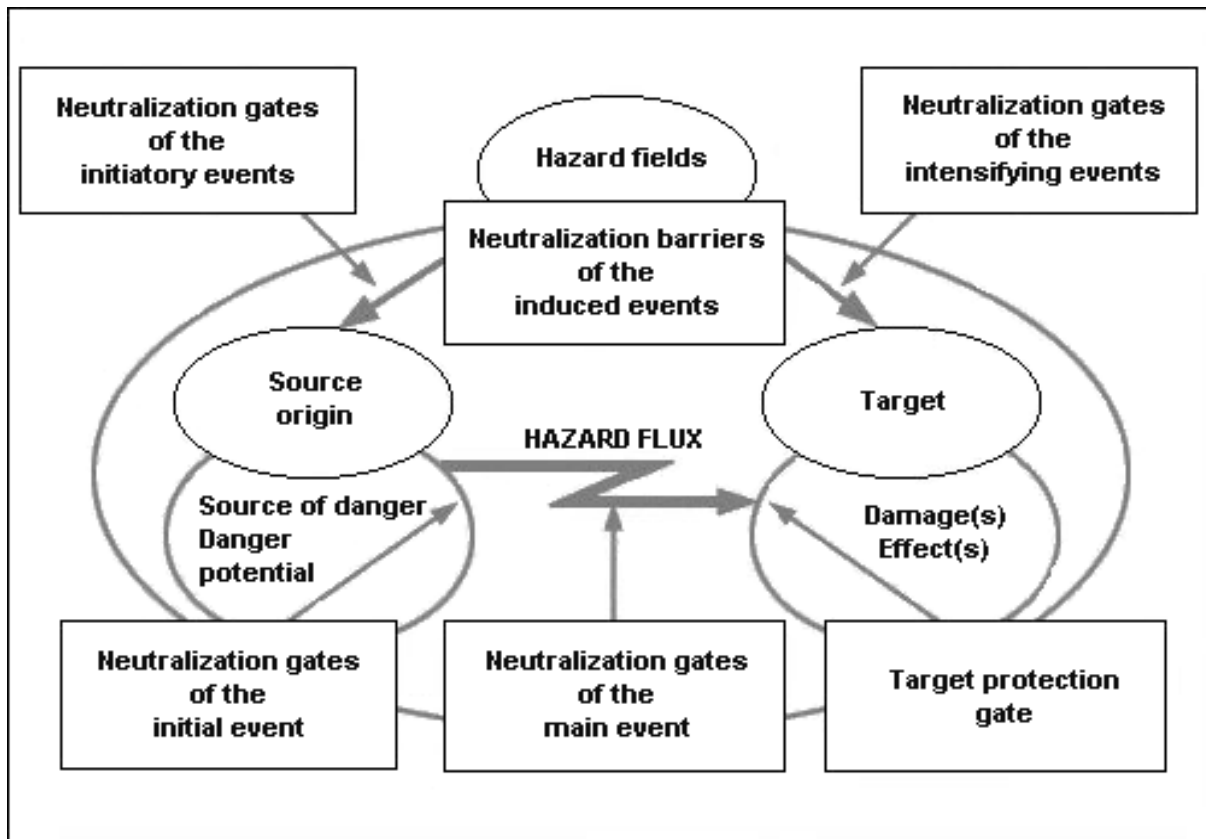 Neutralization gates
of the
initiatory events
Hazard fields
Neutralization gates
of the
intensifying events
Neutralization barriers
of the
induced events
Source
origin
Target
HAZARD FLUX
Source of danger
Danger
potential
Damage(s)
Effect(s)
Neutralization gates
of the
initial event
Neutralization gates
of the
main event
Target protection
gate